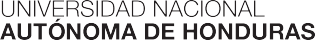 UNIVERSIDAD NACIONAL
AUTÓNOMA DE HONDURAS